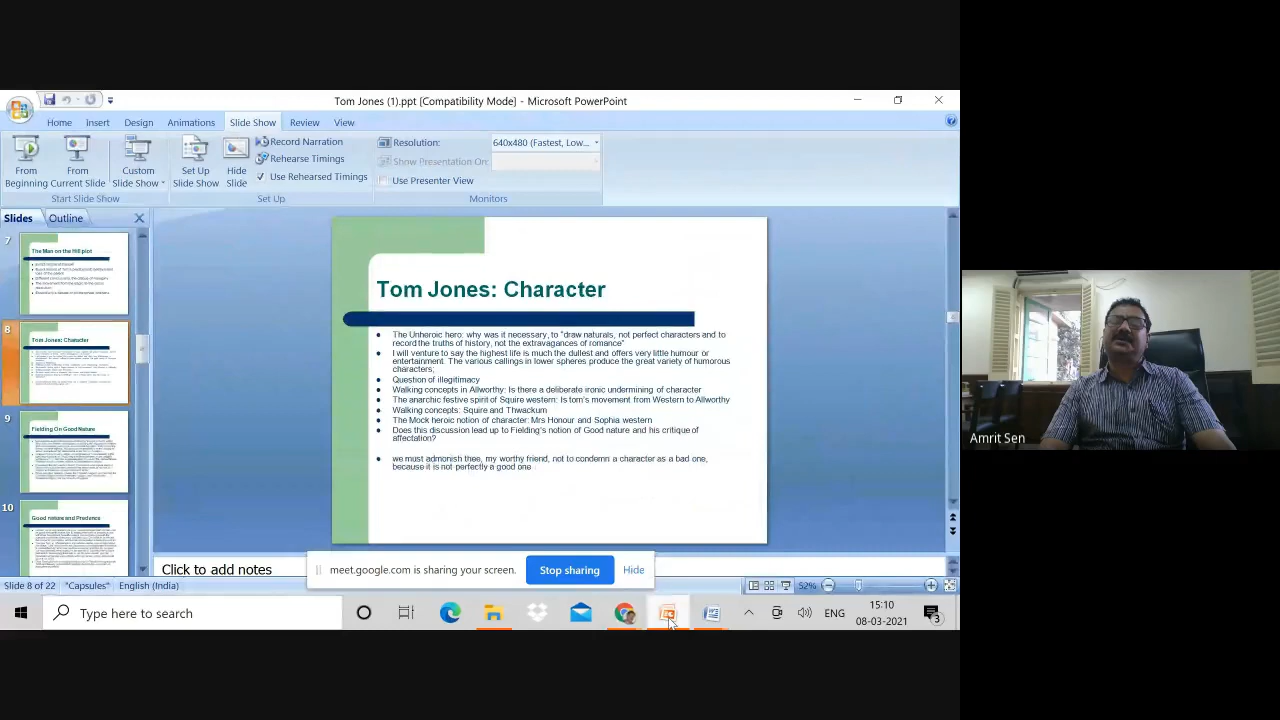 Tom Jones (1).ppt [Compatibility Mode] - Microsoft PowerPoint
Home Insert Design Animations Slide Show Review View
From Beginning
From Current Slide
Custom Slide Show
Start Slide Show
Set Up Slide Show
Hide Slide
Record Narration
Rehearse Timings
Use Rehearsed Timings
Set Up
Resolution: 640x480 (Fastest, Low...
Show Presentation On:
Use Presenter View
Monitors
Slides Outline
7
The Man on the Hill plot
8
Tom Jones: Character
9
Fielding On Good Nature
10
Good nature and Prudence
Tom Jones: Character
The Unheroic hero: why was it necessary, to "draw naturals, not perfect characters and to
record the truths of history, not the extravagances of romance"
I will venture to say the highest life is much the dullest and offers very little humour or
entertainment. The various callings in lower spheres produce the great variety of humorous
characters;
Question of illegitimacy
Walking concepts in Allworthy: Is there a deliberate ironic undermining of character
The anarchic festive spirit of Squire western: Is tom's movement from Western to Allworthy
Walking concepts: Squire and Thwackum
The Mock heroic notion of character: Mrs Honour and Sophia western
Does this discussion lead up to Fielding's notion of Good nature and his critique of
affectation?
we must admonish thee, my worthy friend, not to condemn a character as a bad one,
because it is not perfectly a good one
Click to add notes
meet.google.com is sharing your screen. Stop sharing Hide
Slide 8 of 22 "Capsules" English (India) 52%
Type here to search
ENG
15:10
08-03-2021
3
Amrit Sen